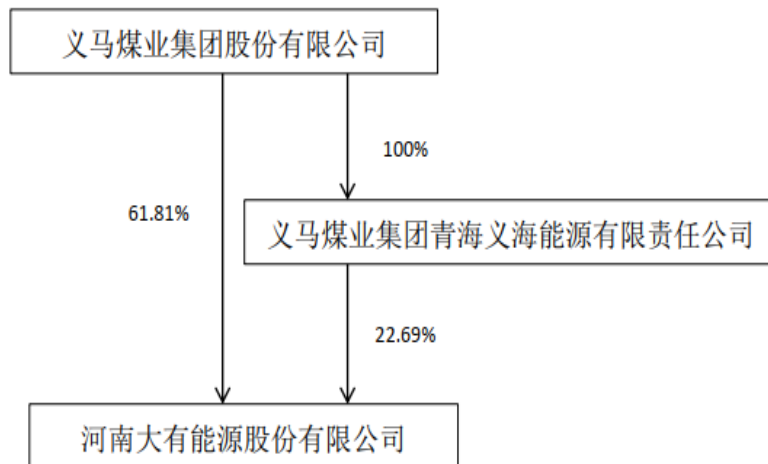 义马煤业集团股份有限公司
100%
61.81%
义马煤业集团青海义海能源有限责任公司
22.69%
河南大有能源股份有限公司